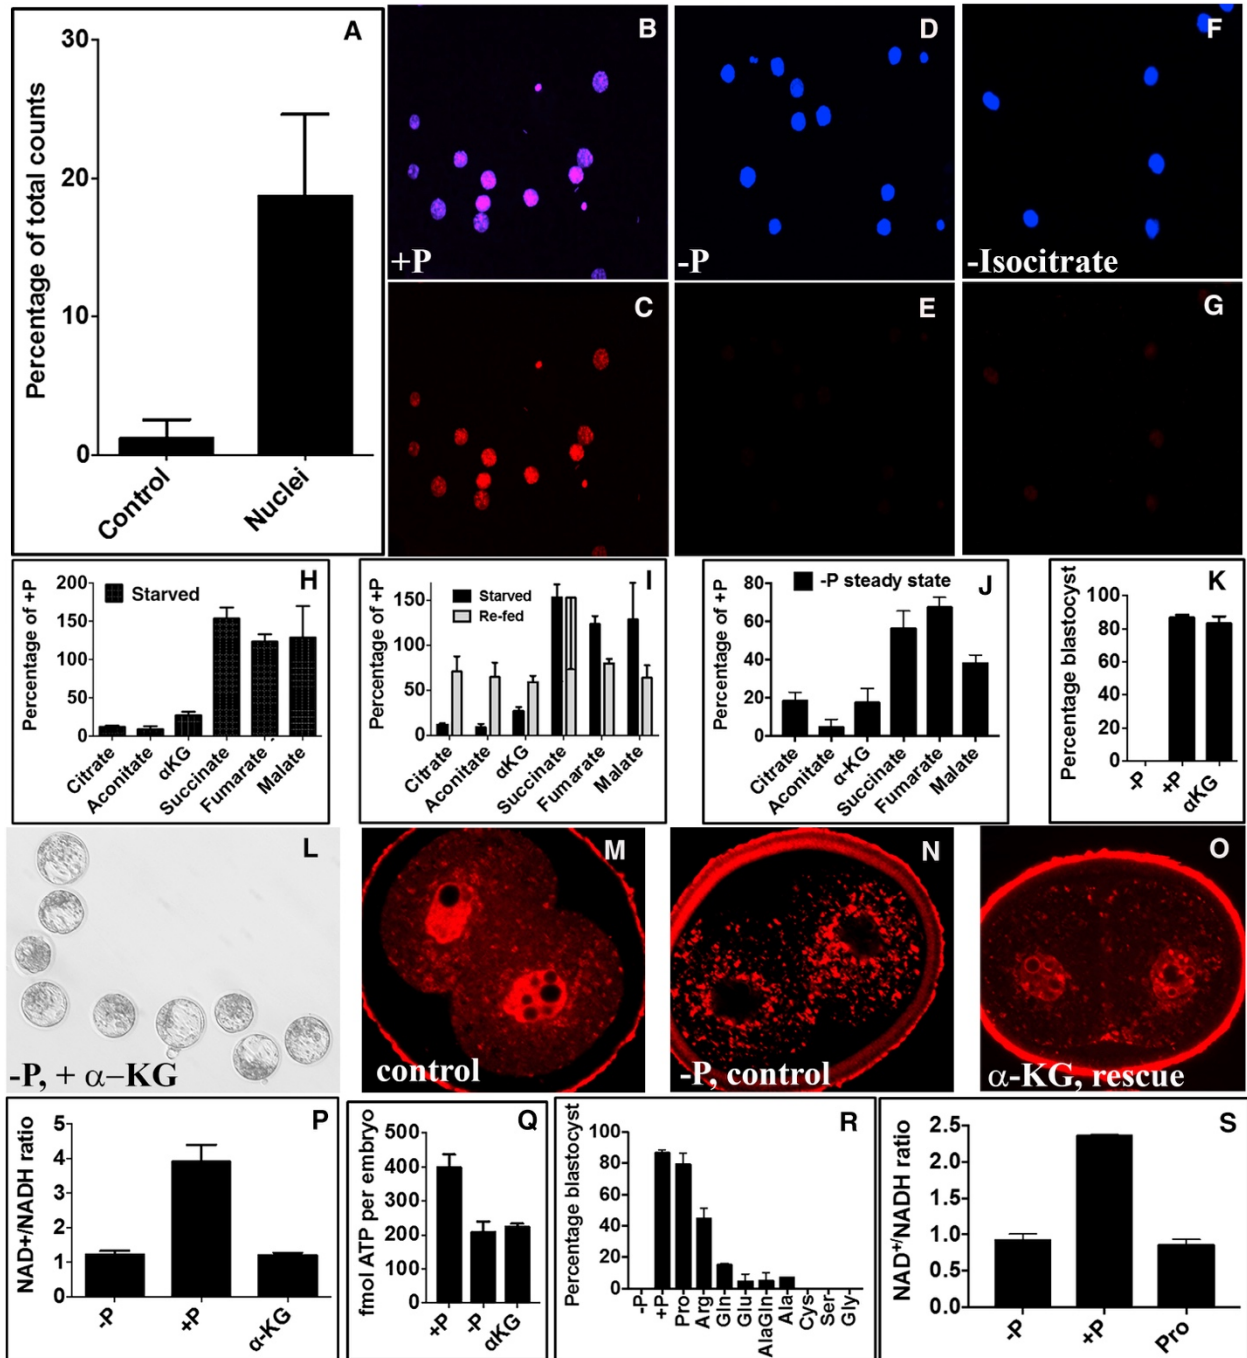 A
Percentage of total counts
30
20
10
0
Control
Nuclei
B
+P
D
-P
F
-Isocitrate
C
E
G
H
Percentage of +P
200
150
100
50
0
Starved
Citrate
Aconitate
αKG
Succinate
Fumarate
Malate
I
Percentage of +P
150
100
50
0
Starved
Re-fed
Citrate
Aconitate
αKG
Succinate
Fumarate
Malate
J
Percentage of +P
80
60
40
20
0
-P steady state
Citrate
Aconitate
α-KG
Succinate
Fumarate
Malate
K
Percentage blastocyst
100
80
60
40
20
0
-P
+P
αKG
L
-P, + α-KG
M
control
N
-P, control
O
α-KG, rescue
P
NAD+/NADH ratio
5
4
3
2
1
0
-P
+P
α-KG
Q
fmol ATP per embryo
500
400
300
200
100
0
+P
-P
αKG
R
Percentage blastocyst
100
80
60
40
20
0
-P
+P
Pro
Arg
Gln
Glu
AlaGln
Ala
Cys
Ser
Gly
S
NAD+/NADH ratio
2.5
2.0
1.5
1.0
0.5
0.0
-P
+P
Pro